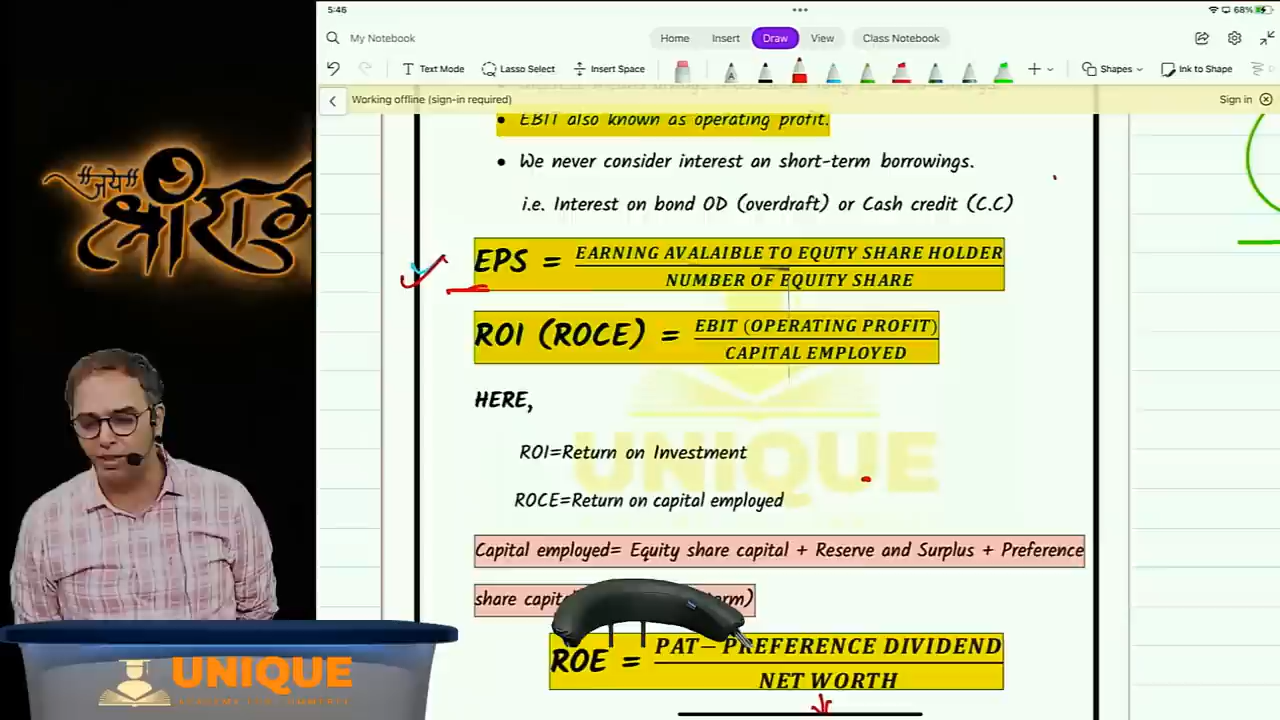 5:46
68%
My Notebook
Home Insert Draw View Class Notebook
Text Mode Lasso Select Insert Space Shapes Ink to Shape
Working offline (sign-in required) Sign in
• EBIT also known as operating profit.
• We never consider interest an short-term borrowings.
i.e. Interest on bond OD (overdraft) or Cash credit (C.C)
EPS = EARNING AVALAIBLE TO EQUTY SHARE HOLDER
NUMBER OF EQUITY SHARE
ROI (ROCE) = EBIT (OPERATING PROFIT)
CAPITAL EMPLOYED
HERE,
ROI=Return on Investment
ROCE=Return on capital employed
Capital employed= Equity share capital + Reserve and Surplus + Preference
share
ROE = PAT− PREFERENCE DIVIDEND
NET WORTH
UNIQUE
"जय"
श्रीराम
UNIQUE